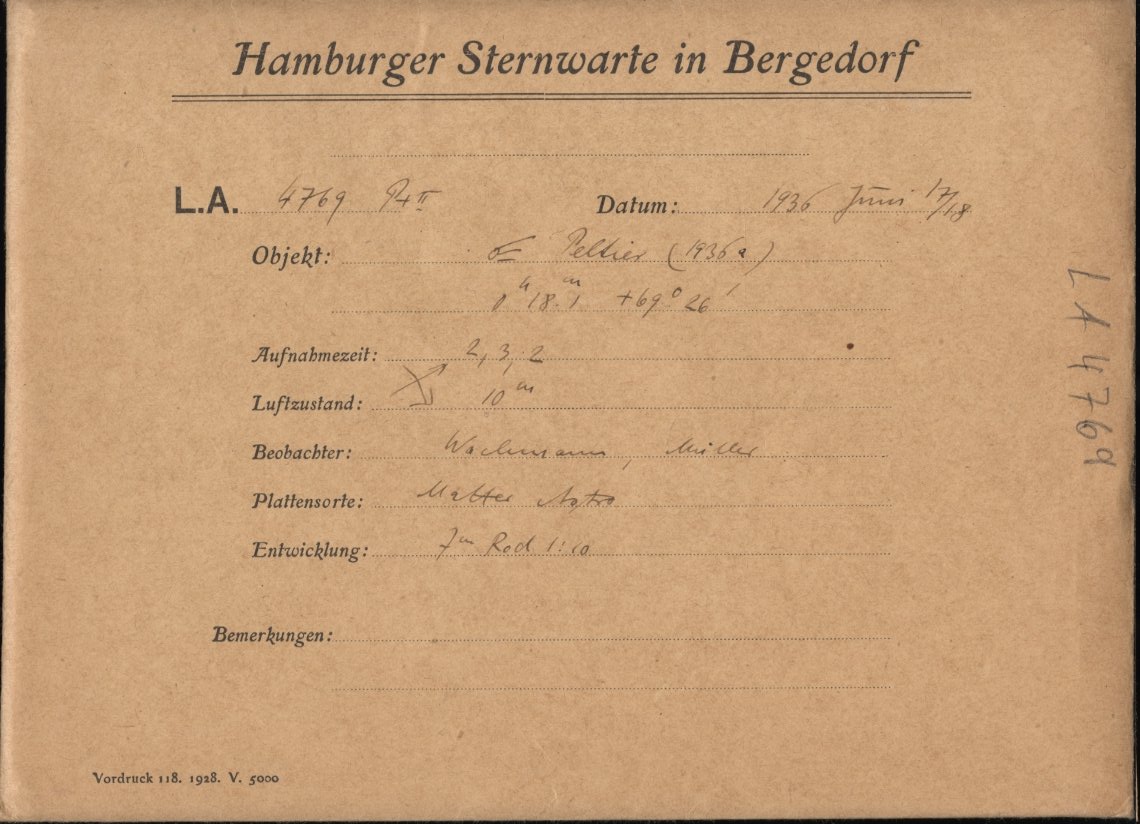 Hamburger Sternwarte in Bergedorf
L.A. 4769 Datum: 1936 Juni 17/18
Objekt: ☄ Peltier (1936a)
0ʰ 18.ᵐ1 +69° 26'
Aufnahmezeit: 2, 3, 2
Luftzustand: 10ᵐ
Beobachter: Wachmann, Müller
Plattensorte: Matter Astro
Entwicklung: 7ᵐ Rod 1:10
Bemerkungen:
Vordruck 118. 1928. V. 5000
LA 4769